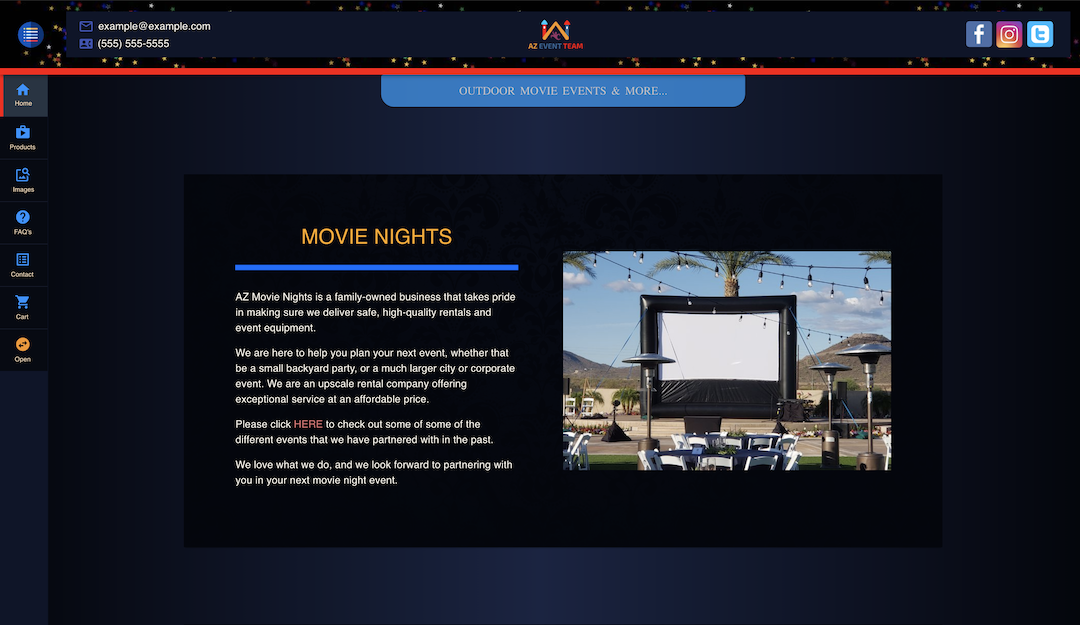 example@example.com
(555) 555-5555
AZ EVENT TEAM
Home
Products
Images
FAQ's
Contact
Cart
Open
OUTDOOR MOVIE EVENTS & MORE...
MOVIE NIGHTS
AZ Movie Nights is a family-owned business that takes pride
in making sure we deliver safe, high-quality rentals and
event equipment.
We are here to help you plan your next event, whether that
be a small backyard party, or a much larger city or corporate
event. We are an upscale rental company offering
exceptional service at an affordable price.
Please click HERE to check out some of some of the
different events that we have partnered with in the past.
We love what we do, and we look forward to partnering with
you in your next movie night event.